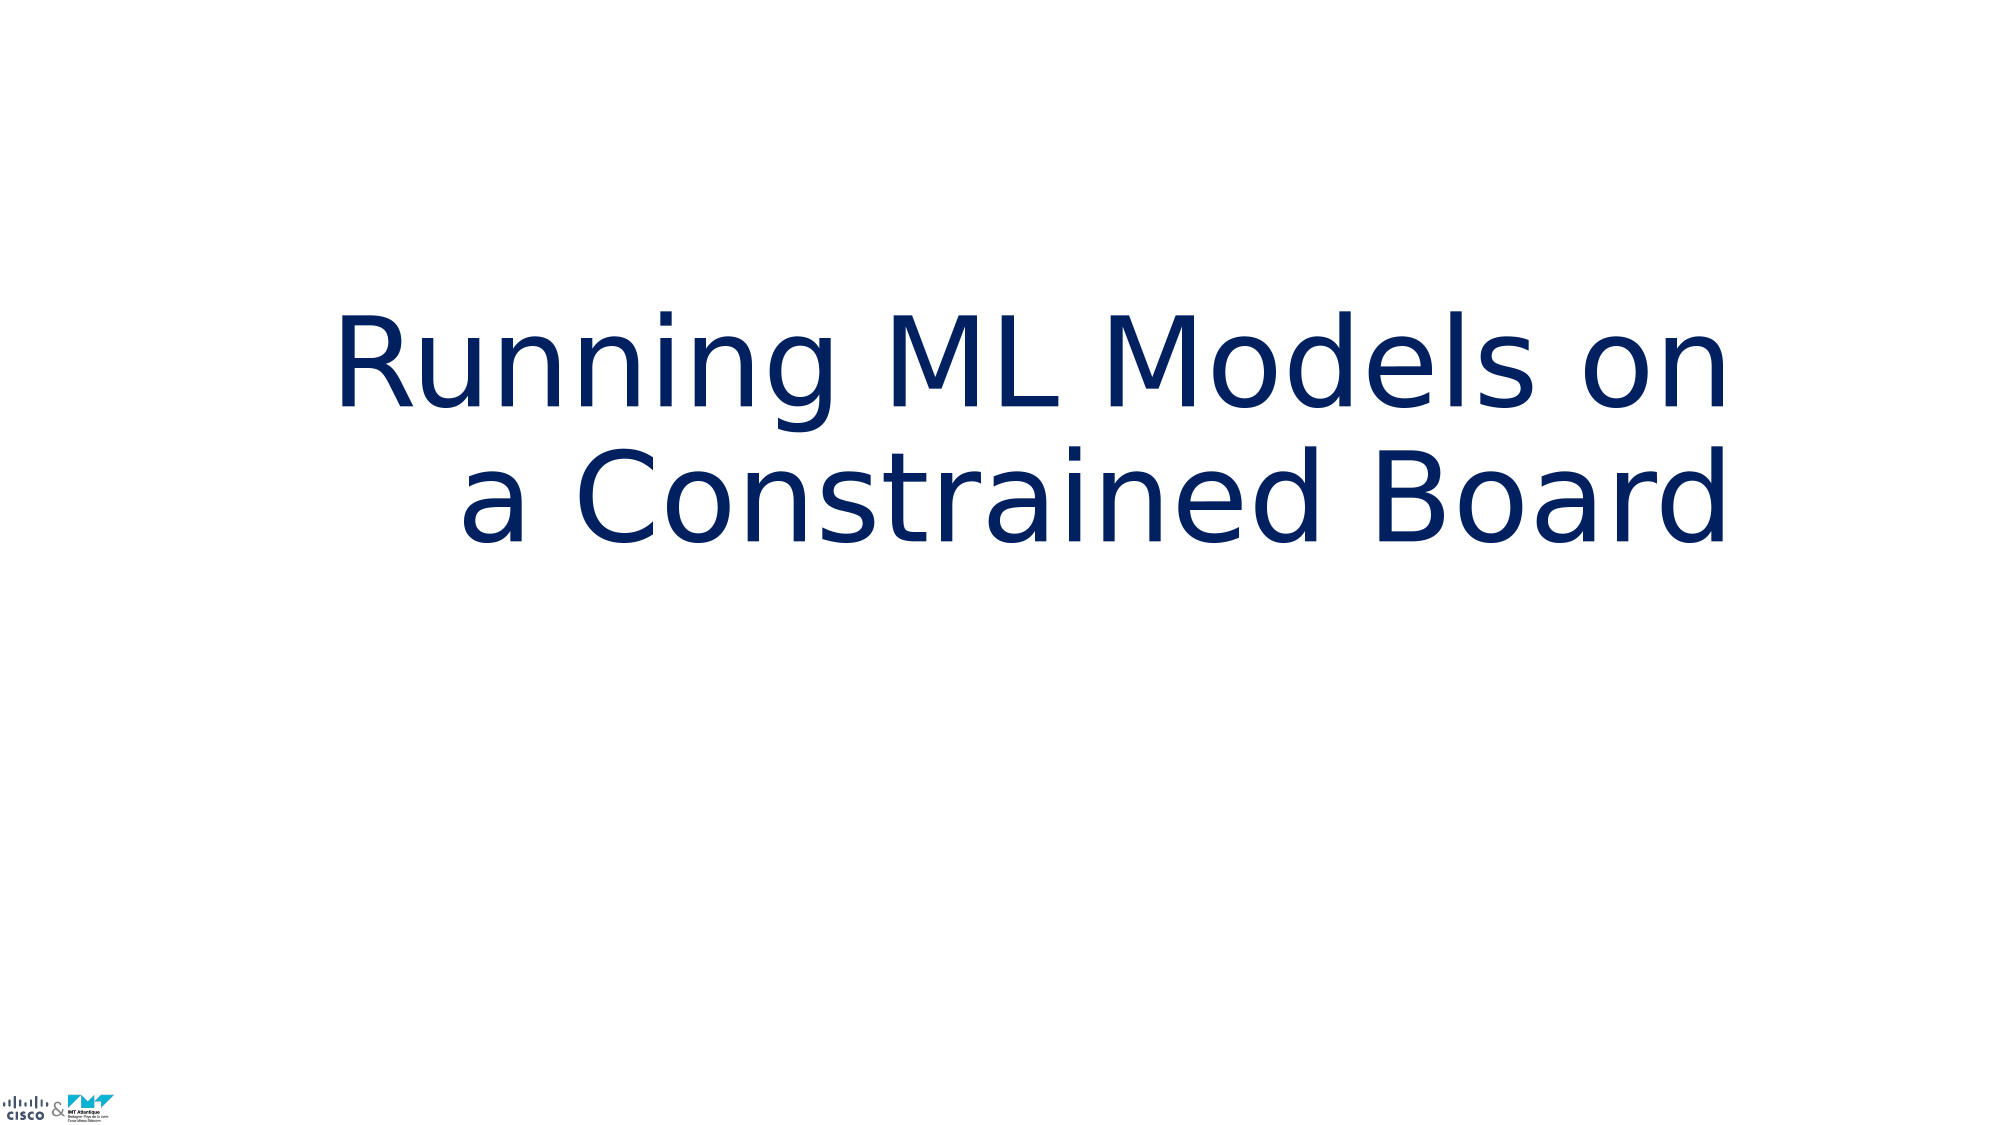 Running ML Models on
a Constrained Board
CISCO & IMT Atlantique
Bretagne-Pays de la Loire
École Mines-Télécom